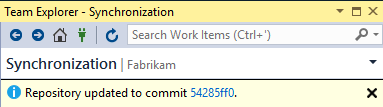 Team Explorer - Synchronization
Search Work Items (Ctrl+')
Synchronization | Fabrikam
Repository updated to commit 54285ff0.